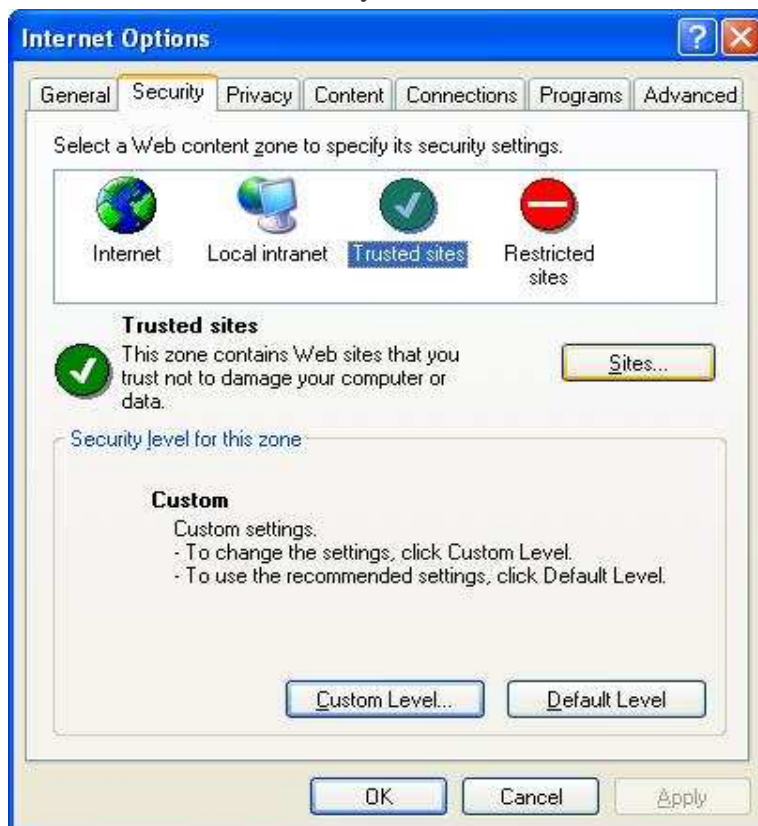 Internet Options
General Security Privacy Content Connections Programs Advanced
Select a Web content zone to specify its security settings.
Internet Local intranet Trusted sites Restricted
sites
Trusted sites
This zone contains Web sites that you
trust not to damage your computer or
data.
Sites...
Security level for this zone
Custom
Custom settings.
- To change the settings, click Custom Level.
- To use the recommended settings, click Default Level.
Custom Level... Default Level
OK Cancel Apply